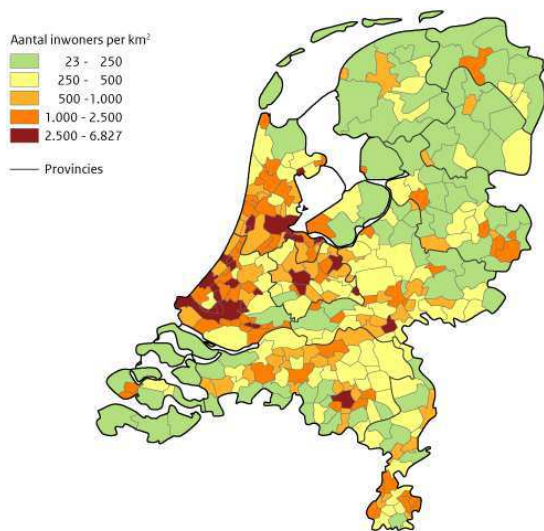 Aantal inwoners per km²
23 - 250
250 - 500
500 -1.000
1.000 - 2.500
2.500 - 6.827
Provincies